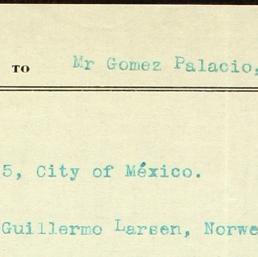 TO Mr Gomez Palacio,
5, City of México.
Guillermo Larsen, Norwe